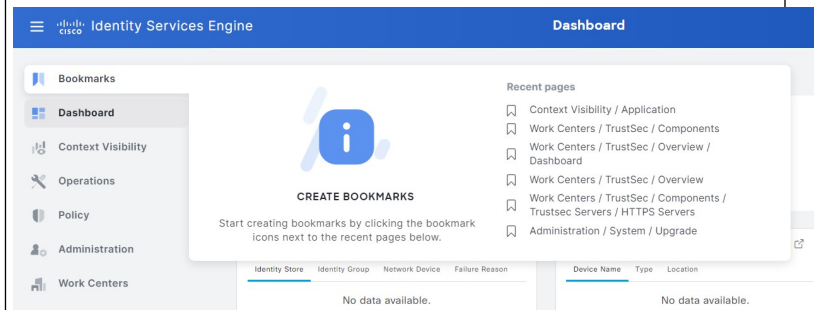 cisco Identity Services Engine
Dashboard
Bookmarks
Dashboard
Context Visibility
Operations
Policy
Administration
Work Centers
CREATE BOOKMARKS
Start creating bookmarks by clicking the bookmark
icons next to the recent pages below.
Recent pages
Context Visibility / Application
Work Centers / TrustSec / Components
Work Centers / TrustSec / Overview /
Dashboard
Work Centers / TrustSec / Overview
Work Centers / TrustSec / Components /
Trustsec Servers / HTTPS Servers
Administration / System / Upgrade
Identity Store Identity Group Network Device Failure Reason
No data available.
Device Name Type Location
No data available.